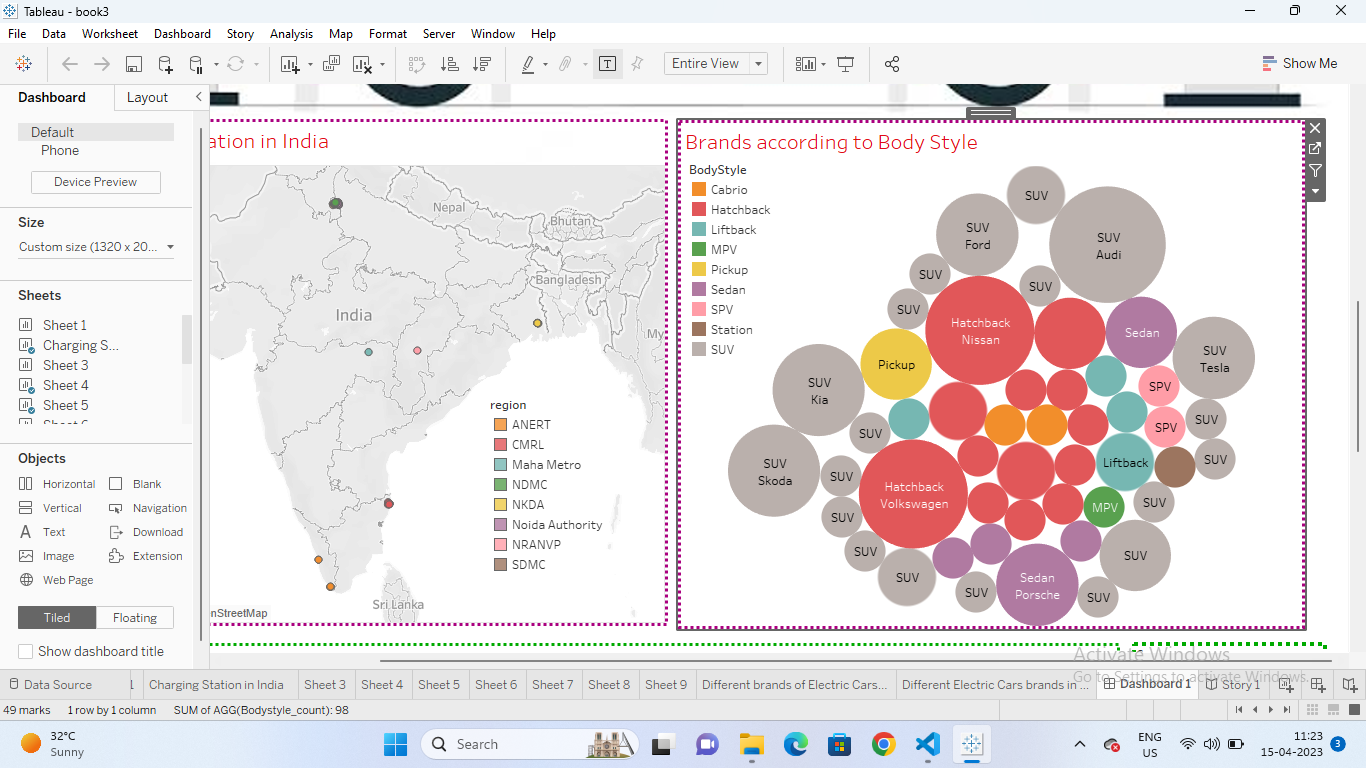 Tableau - book3
File Data Worksheet Dashboard Story Analysis Map Format Server Window Help
Entire View
Show Me
Dashboard Layout
Default
Phone
Device Preview
Size
Custom size (1320 x 20...
Sheets
Sheet 1
Charging S...
Sheet 3
Sheet 4
Sheet 5
Objects
Horizontal Blank
Vertical Navigation
Text Download
Image Extension
Web Page
Tiled Floating
Show dashboard title
ation in India
Nepal
Bhutan
Bangladesh
India
My
Sri Lanka
nStreetMap
region
ANERT
CMRL
Maha Metro
NDMC
NKDA
Noida Authority
NRANVP
SDMC
Brands according to Body Style
BodyStyle
Cabrio
Hatchback
Liftback
MPV
Pickup
Sedan
SPV
Station
SUV
SUV
SUV
Ford
SUV
Audi
SUV
SUV
SUV
Hatchback
Nissan
Sedan
SUV
Tesla
Pickup
SUV
Kia
SPV
SUV
SPV
SUV
SUV
Skoda
SUV
Liftback
SUV
Hatchback
Volkswagen
SUV
MPV
SUV
SUV
SUV
SUV
SUV
Sedan
Porsche
SUV
Activate Windows
Go to Settings to activate Windows.
Data Source Charging Station in India Sheet 3 Sheet 4 Sheet 5 Sheet 6 Sheet 7 Sheet 8 Sheet 9 Different brands of Electric Cars... Different Electric Cars brands in ... Dashboard 1 Story 1
49 marks 1 row by 1 column SUM of AGG(Bodystyle_count): 98
32°C
Sunny
Search
ENG
US
11:23
15-04-2023
3